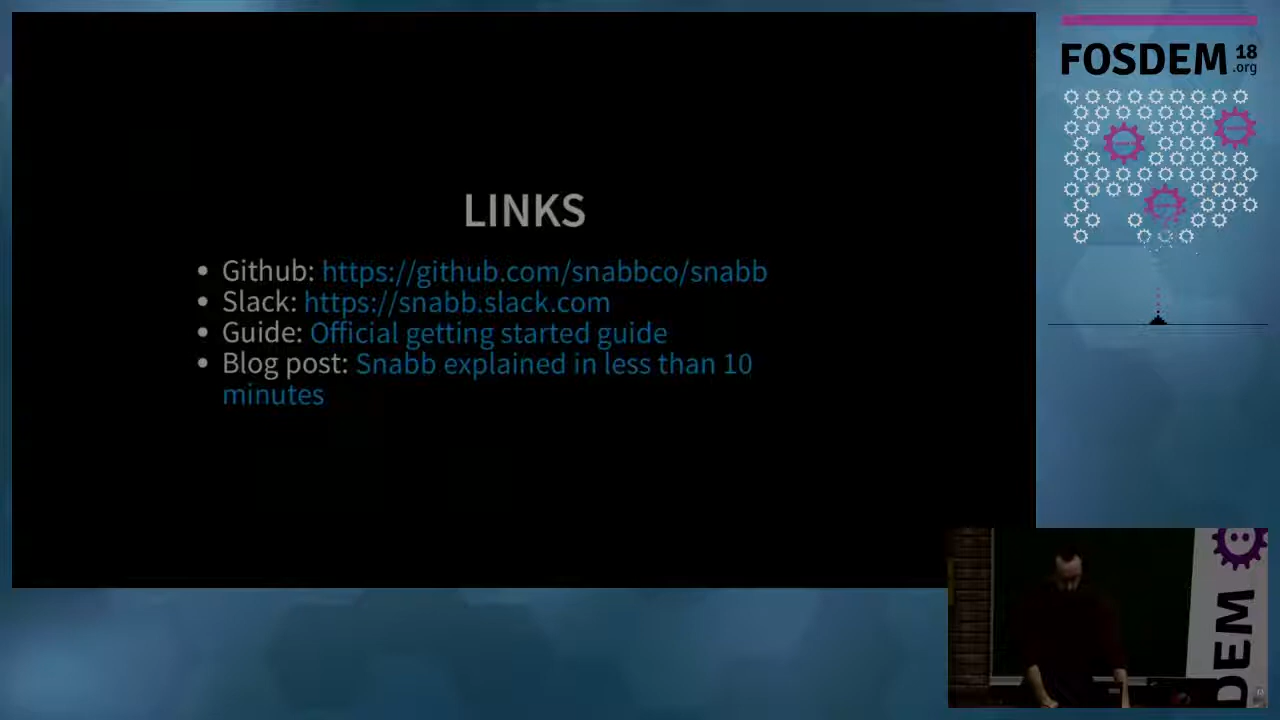 LINKS
Github: https://github.com/snabbco/snabb
Slack: https://snabb.slack.com
Guide: Official getting started guide
Blog post: Snabb explained in less than 10
minutes
FOSDEM 18
.org
DEM